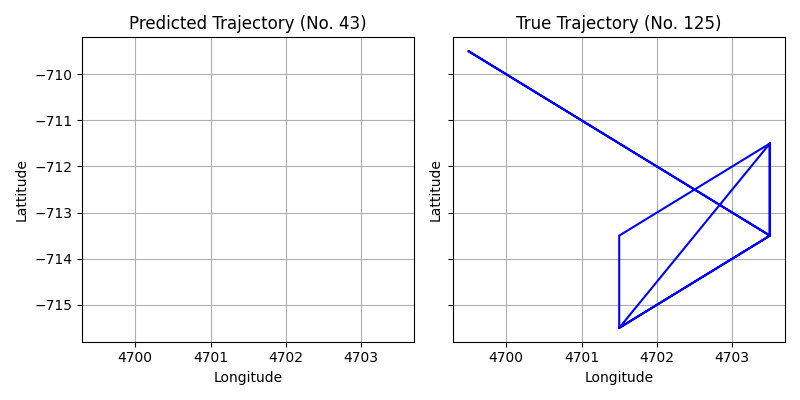 Predicted Trajectory (No. 43)
True Trajectory (No. 125)
−710
−711
−712
−713
−714
−715
Lattitude
Lattitude
4700 4701 4702 4703
4700 4701 4702 4703
Longitude
Longitude